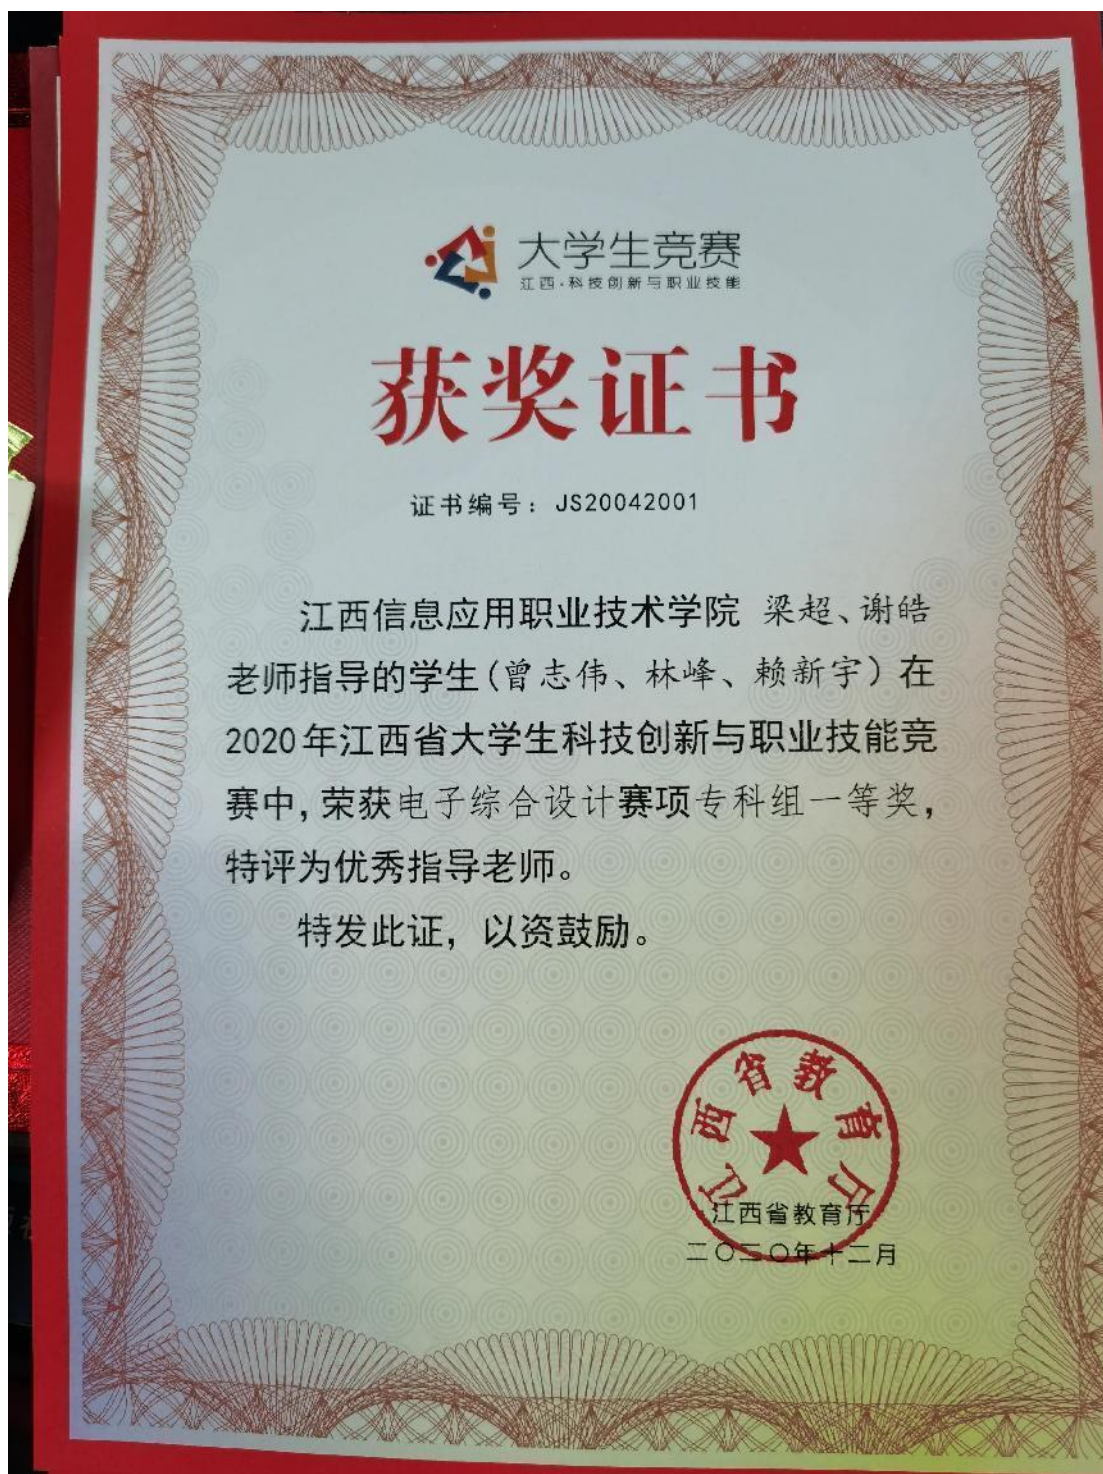 大学生竞赛
江西·科技创新与职业技能
获奖证书
证书编号：JS20042001
江西信息应用职业技术学院 梁超、谢皓
老师指导的学生(曾志伟、林峰、赖新宇)在
2020年江西省大学生科技创新与职业技能竞
赛中,荣获电子综合设计赛项专科组一等奖,
特评为优秀指导老师。
特发此证，以资鼓励。
江西省教育厅
江西省教育厅
二〇二〇年十二月